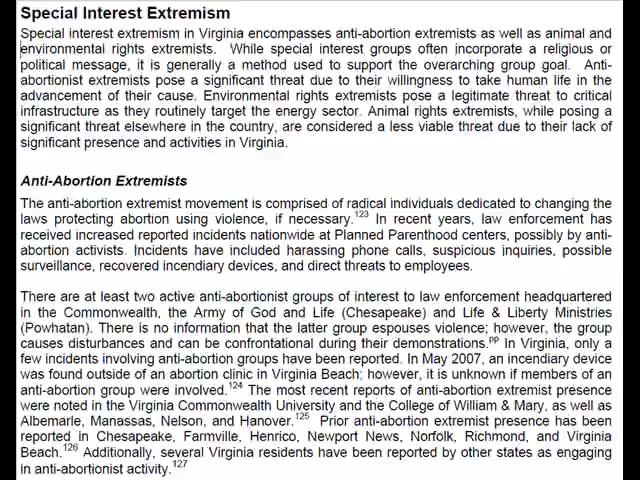 Special Interest Extremism
Special interest extremism in Virginia encompasses anti-abortion extremists as well as animal and
environmental rights extremists. While special interest groups often incorporate a religious or
political message, it is generally a method used to support the overarching group goal. Anti-
abortionist extremists pose a significant threat due to their willingness to take human life in the
advancement of their cause. Environmental rights extremists pose a legitimate threat to critical
infrastructure as they routinely target the energy sector. Animal rights extremists, while posing a
significant threat elsewhere in the country, are considered a less viable threat due to their lack of
significant presence and activities in Virginia.
Anti-Abortion Extremists
The anti-abortion extremist movement is comprised of radical individuals dedicated to changing the
laws protecting abortion using violence, if necessary.123 In recent years, law enforcement has
received increased reported incidents nationwide at Planned Parenthood centers, possibly by anti-
abortion activists. Incidents have included harassing phone calls, suspicious inquiries, possible
surveillance, recovered incendiary devices, and direct threats to employees.
There are at least two active anti-abortionist groups of interest to law enforcement headquartered
in the Commonwealth, the Army of God and Life (Chesapeake) and Life & Liberty Ministries
(Powhatan). There is no information that the latter group espouses violence; however, the group
causes disturbances and can be confrontational during their demonstrations.pp In Virginia, only a
few incidents involving anti-abortion groups have been reported. In May 2007, an incendiary device
was found outside of an abortion clinic in Virginia Beach; however, it is unknown if members of an
anti-abortion group were involved.124 The most recent reports of anti-abortion extremist presence
were noted in the Virginia Commonwealth University and the College of William & Mary, as well as
Albemarle, Manassas, Nelson, and Hanover.125 Prior anti-abortion extremist presence has been
reported in Chesapeake, Farmville, Henrico, Newport News, Norfolk, Richmond, and Virginia
Beach.126 Additionally, several Virginia residents have been reported by other states as engaging
in anti-abortionist activity.127